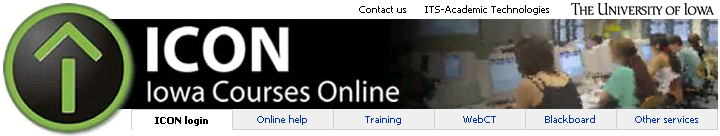 Contact us ITS-Academic Technologies THE UNIVERSITY OF IOWA
ICON
Iowa Courses Online
ICON login Online help Training WebCT Blackboard Other services